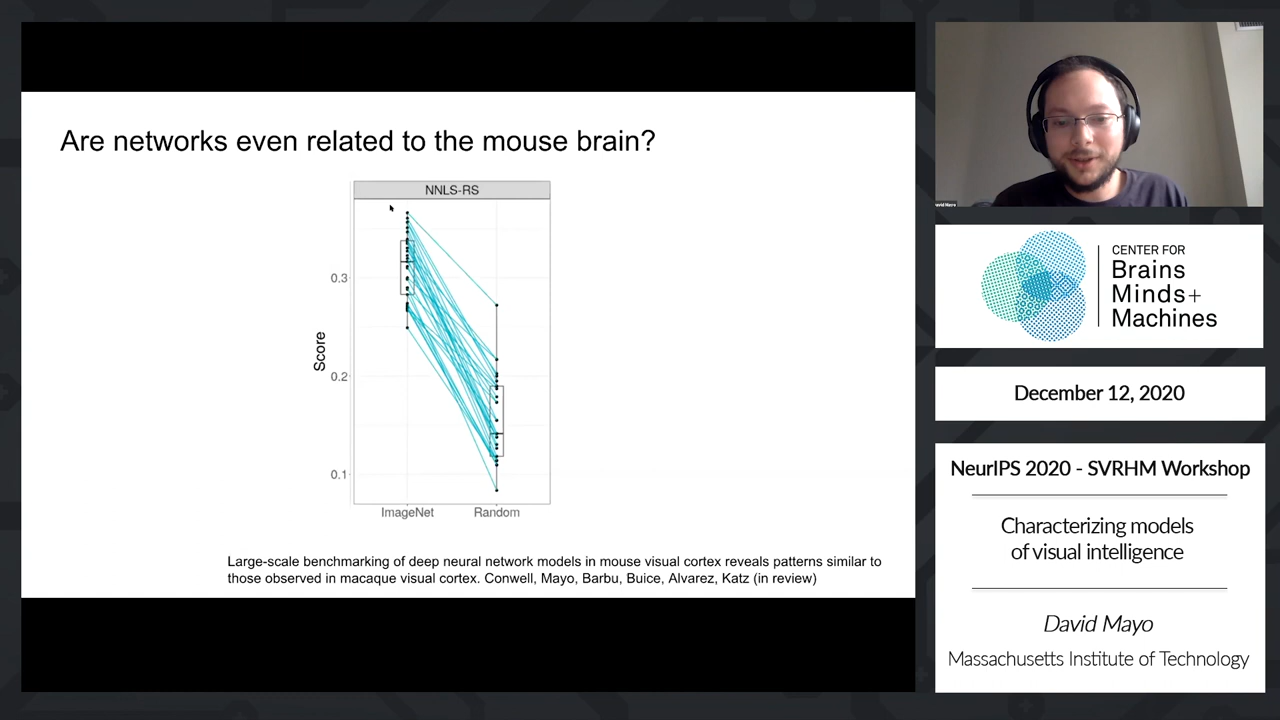 Are networks even related to the mouse brain?
NNLS-RS
Score
0.3
0.2
0.1
ImageNet
Random
Large-scale benchmarking of deep neural network models in mouse visual cortex reveals patterns similar to
those observed in macaque visual cortex. Conwell, Mayo, Barbu, Buice, Alvarez, Katz (in review)
CENTER FOR
Brains
Minds+
Machines
December 12, 2020
NeurIPS 2020 - SVRHM Workshop
Characterizing models
of visual intelligence
David Mayo
Massachusetts Institute of Technology